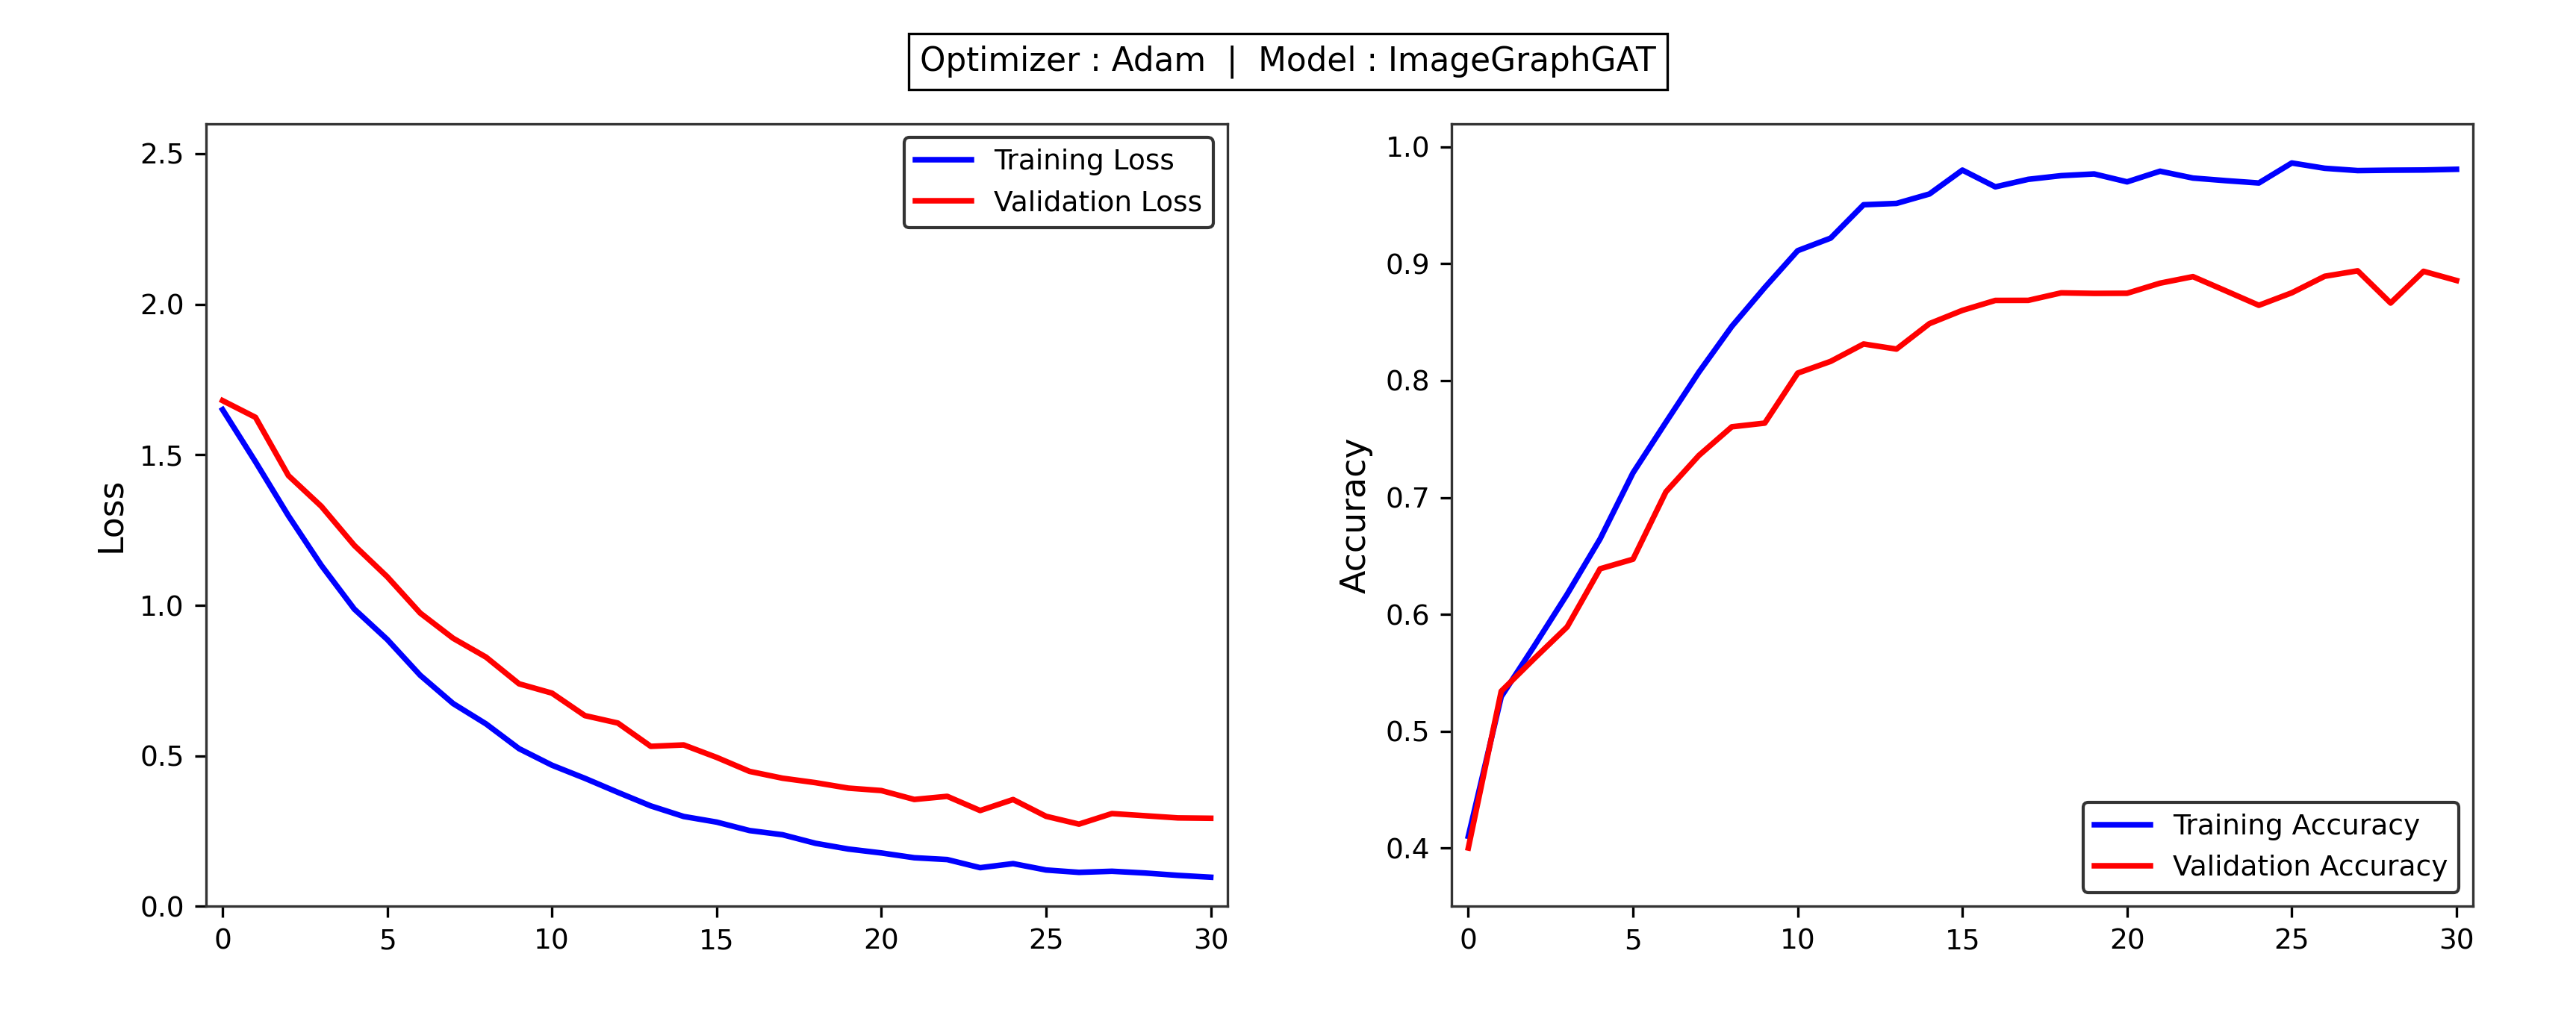 Optimizer : Adam | Model : ImageGraphGAT
Loss
2.5
2.0
1.5
1.0
0.5
0.0
0 5 10 15 20 25 30
Training Loss
Validation Loss
Accuracy
1.0
0.9
0.8
0.7
0.6
0.5
0.4
0 5 10 15 20 25 30
Training Accuracy
Validation Accuracy